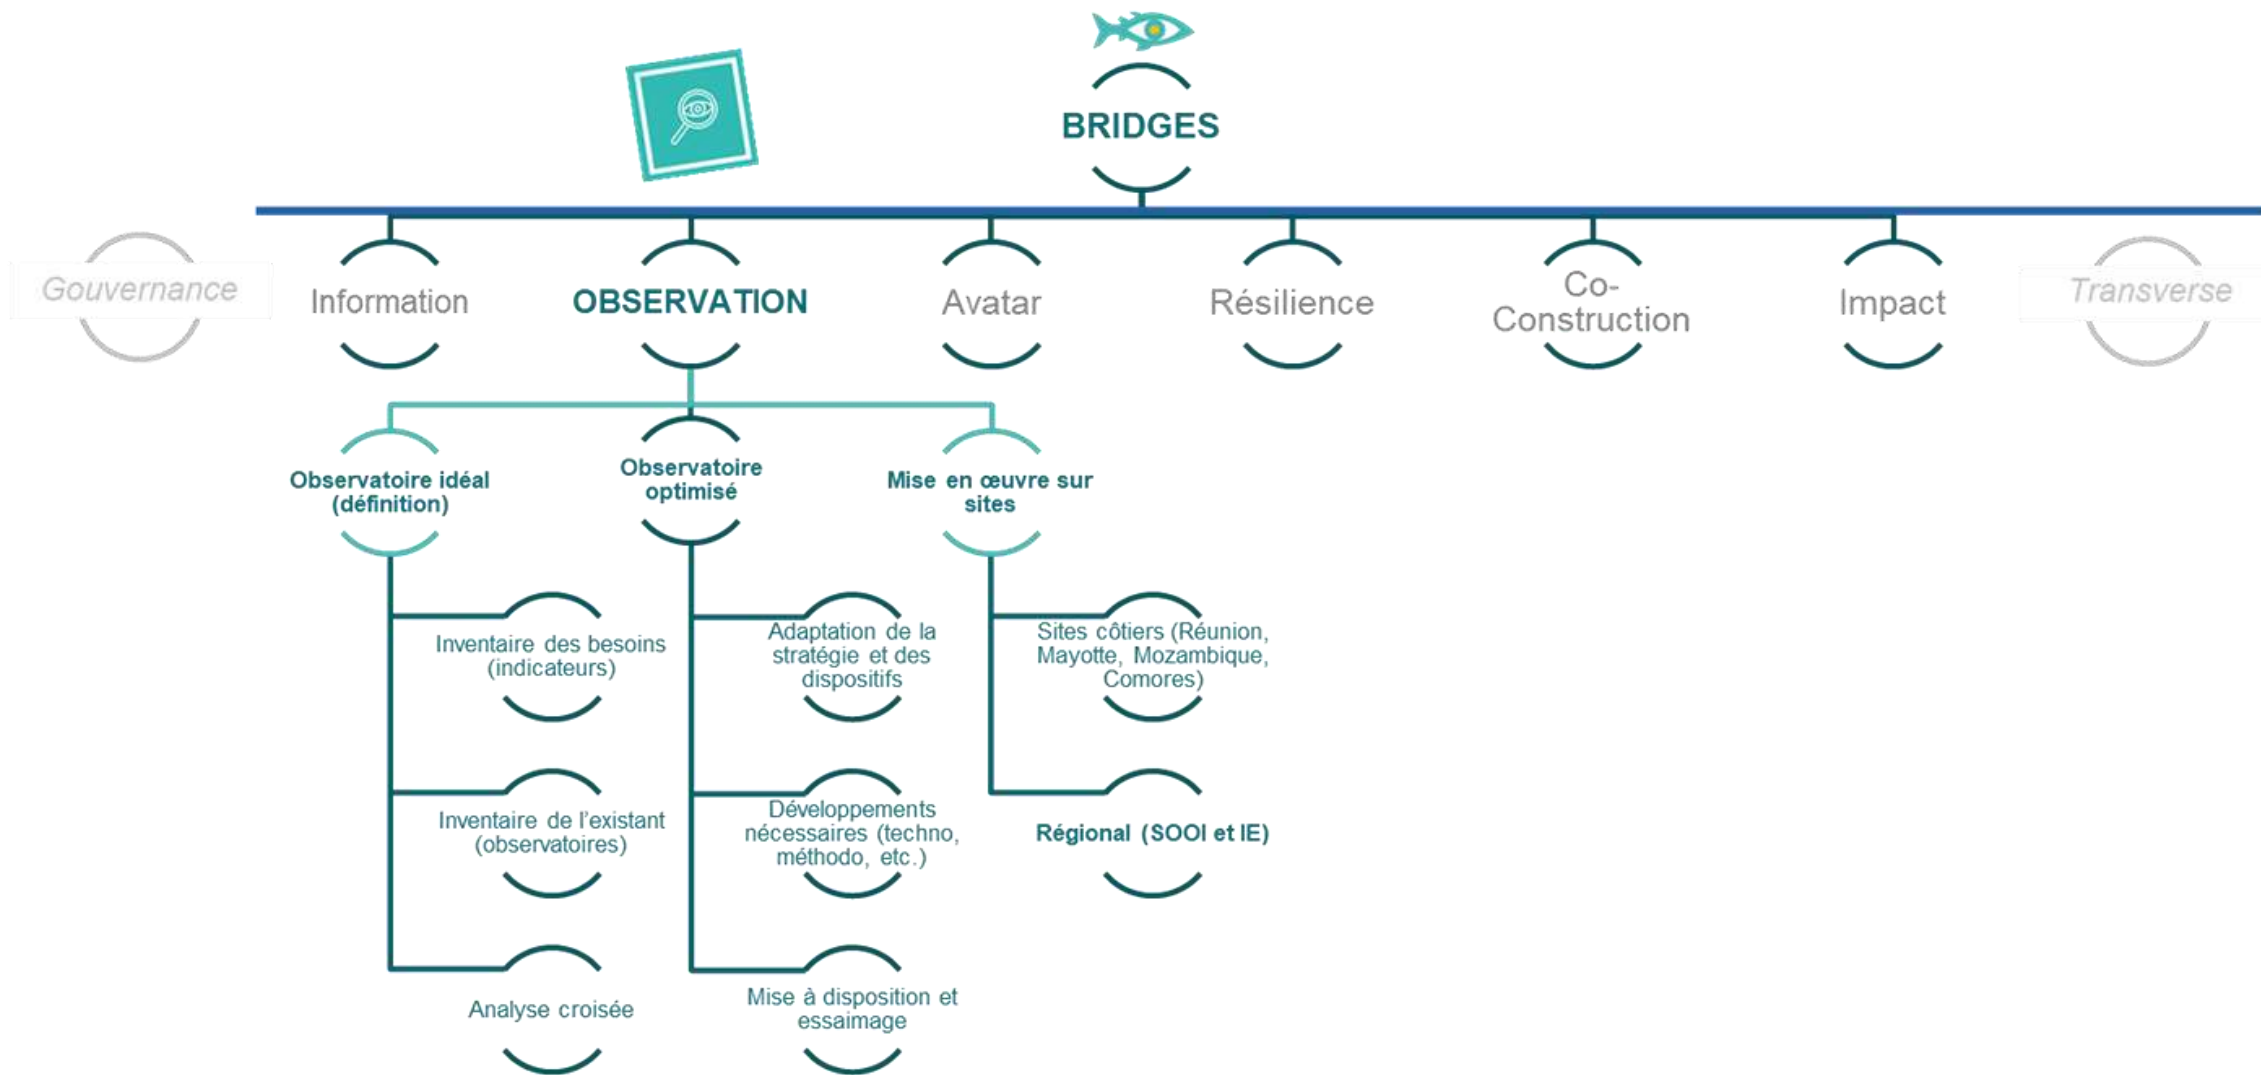 BRIDGES
Gouvernance
Information
OBSERVATION
Avatar
Résilience
Co-
Construction
Impact
Transverse
Observatoire idéal
(définition)
Observatoire
optimisé
Mise en œuvre sur
sites
Inventaire des besoins
(indicateurs)
Adaptation de la
stratégie et des
dispositifs
Sites côtiers (Réunion,
Mayotte, Mozambique,
Comores)
Inventaire de l'existant
(observatoires)
Développements
nécessaires (techno,
méthodo, etc.)
Régional (SOOI et IE)
Analyse croisée
Mise à disposition et
essaimage